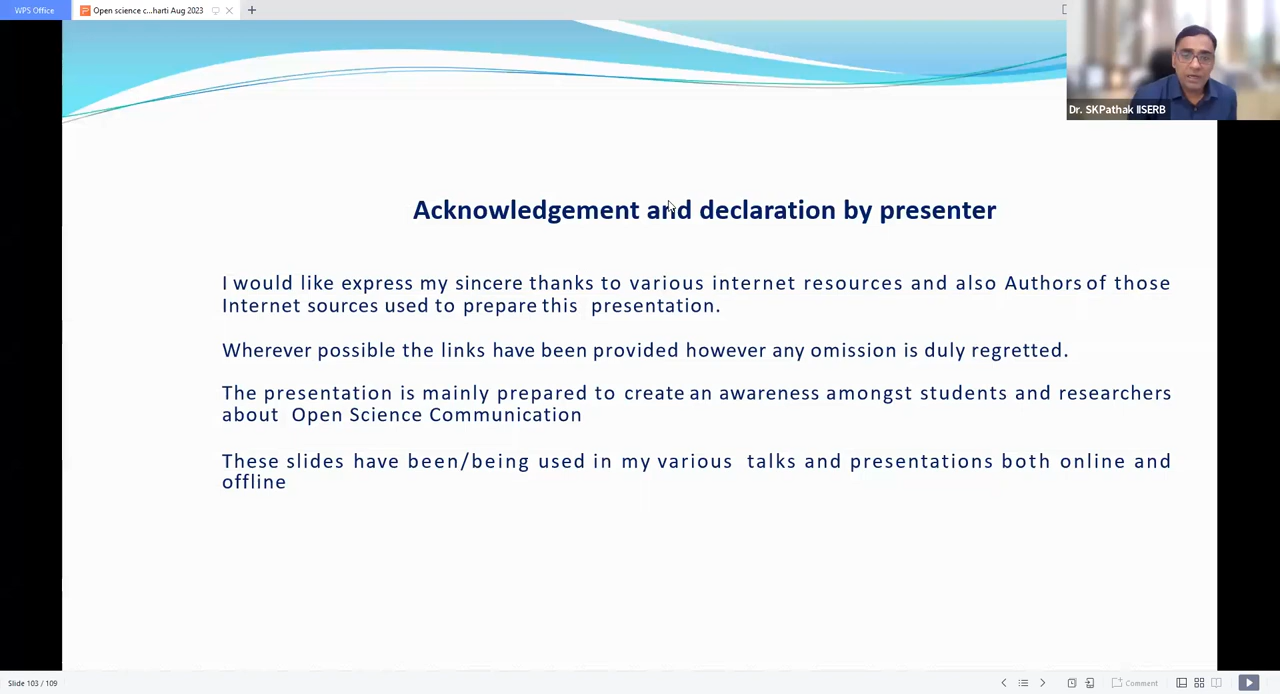 WPS Office
Open science c...harti Aug 2023
Dr. SKPathak IISERB
Acknowledgement and declaration by presenter
I would like express my sincere thanks to various internet resources and also Authors of those
Internet sources used to prepare this presentation.
Wherever possible the links have been provided however any omission is duly regretted.
The presentation is mainly prepared to create an awareness amongst students and researchers
about Open Science Communication
These slides have been/being used in my various talks and presentations both online and
offline
Slide 103 / 109
Comment